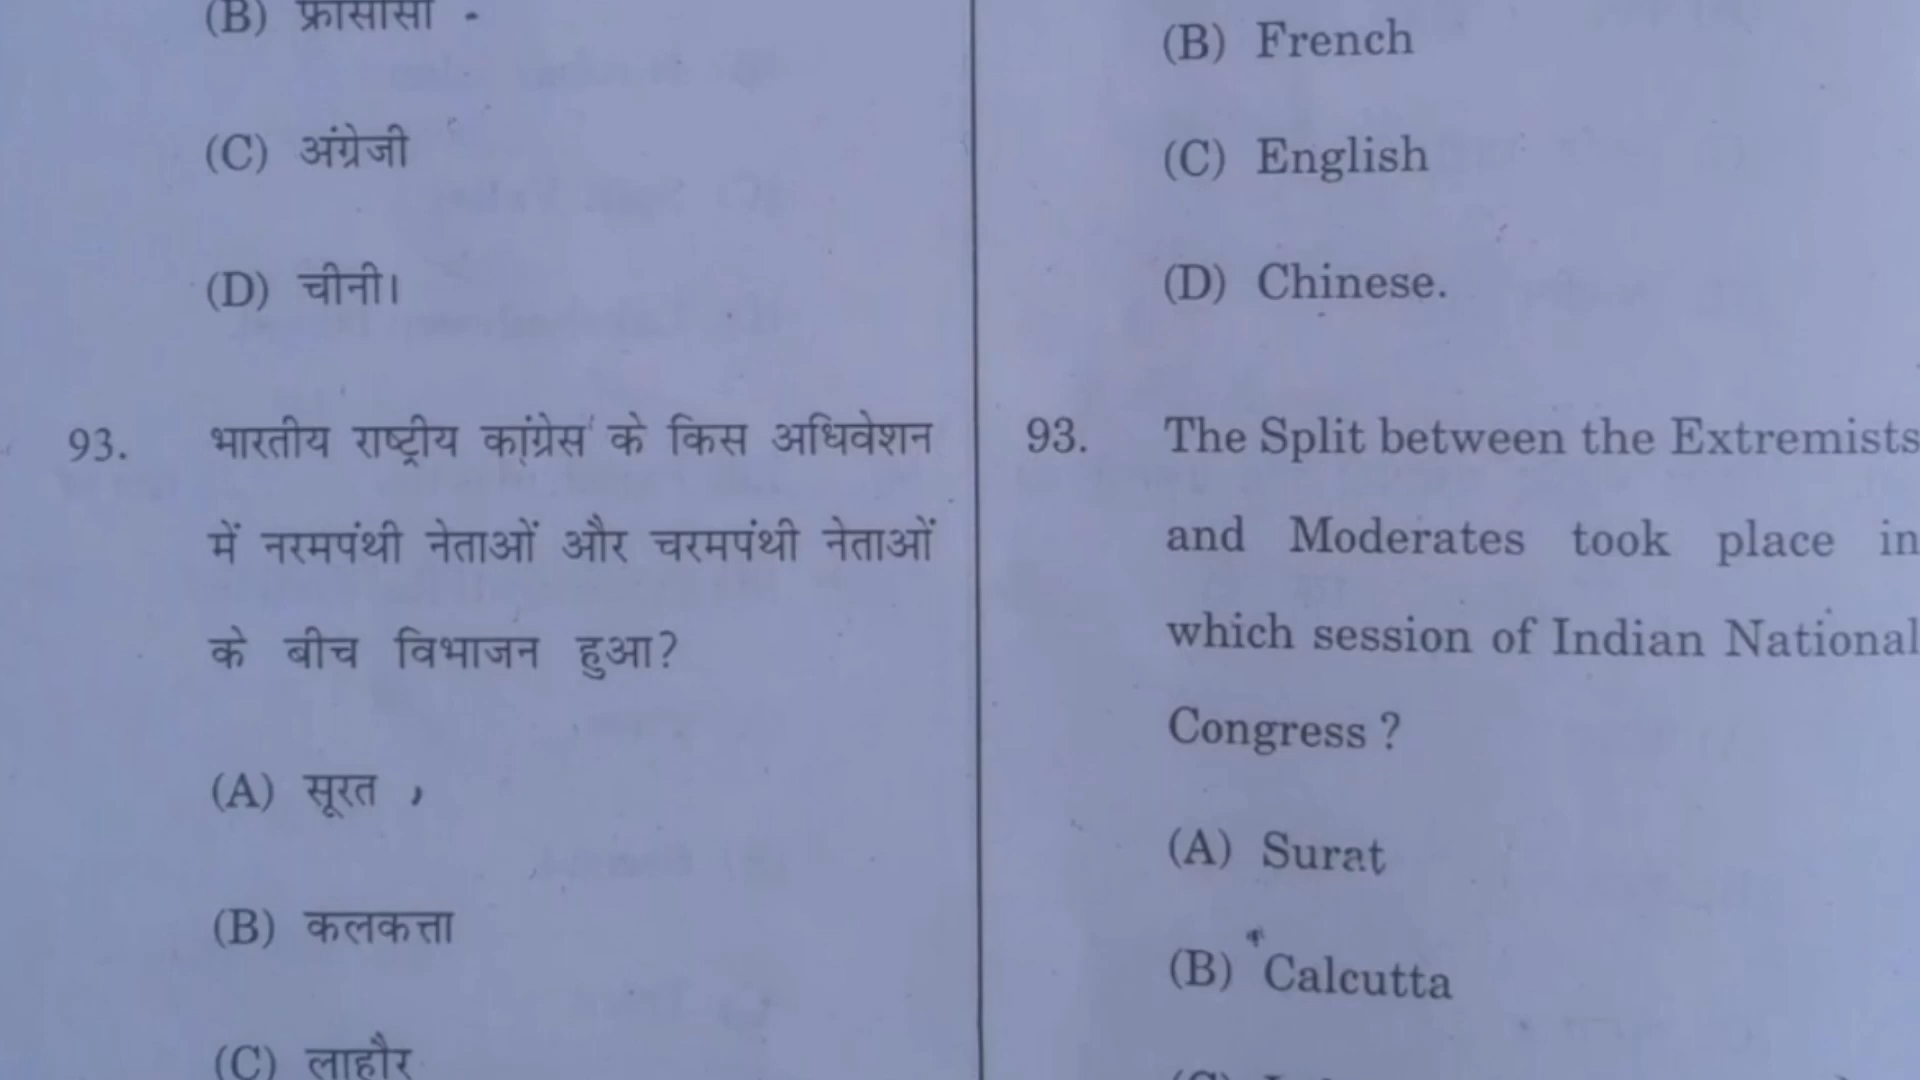 (B) फ्रांसीसी
(C) अंग्रेजी
(D) चीनी।
93. भारतीय राष्ट्रीय कांग्रेस के किस अधिवेशन
में नरमपंथी नेताओं और चरमपंथी नेताओं
के बीच विभाजन हुआ?
(A) सूरत
(B) कलकत्ता
(C) लाहौर
(B) French
(C) English
(D) Chinese.
93. The Split between the Extremists
and Moderates took place in
which session of Indian National
Congress ?
(A) Surat
(B) Calcutta